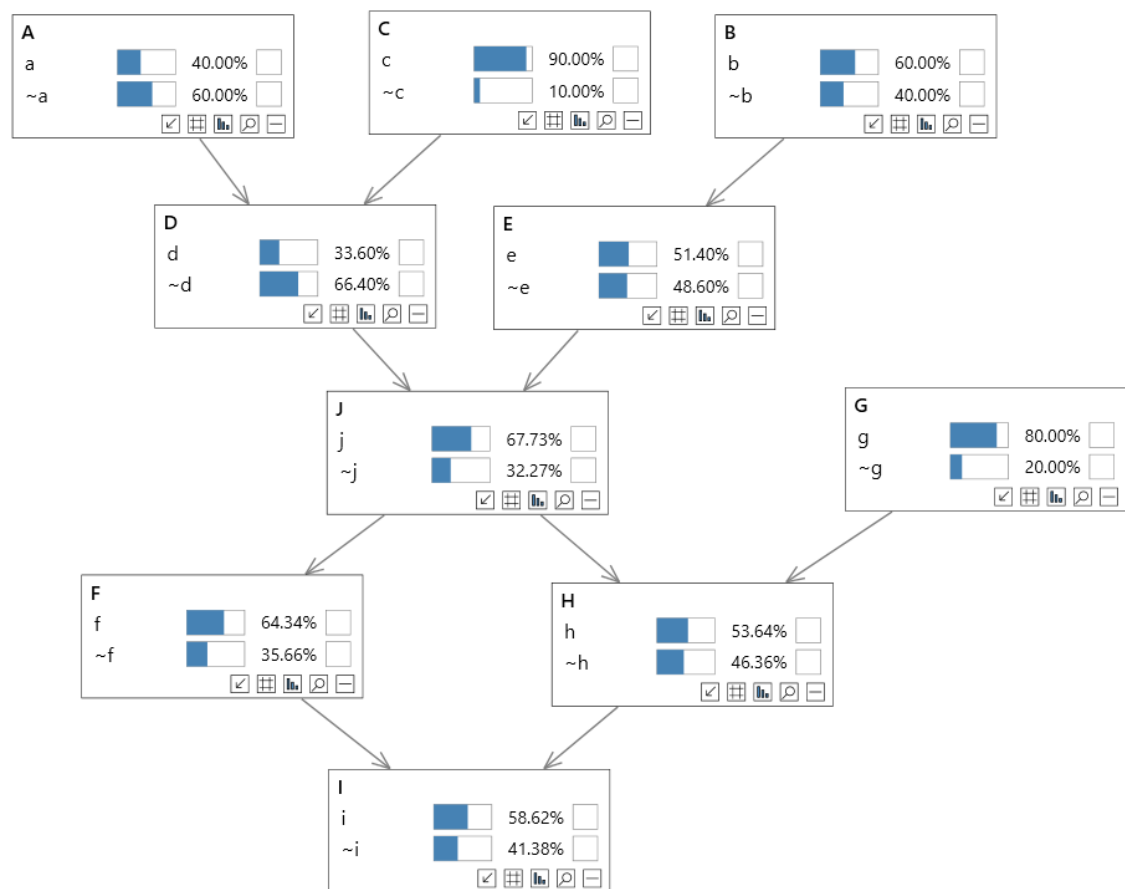 A
a 40.00%
~a 60.00%
C
c 90.00%
~c 10.00%
B
b 60.00%
~b 40.00%
D
d 33.60%
~d 66.40%
E
e 51.40%
~e 48.60%
J
j 67.73%
~j 32.27%
G
g 80.00%
~g 20.00%
F
f 64.34%
~f 35.66%
H
h 53.64%
~h 46.36%
I
i 58.62%
~i 41.38%